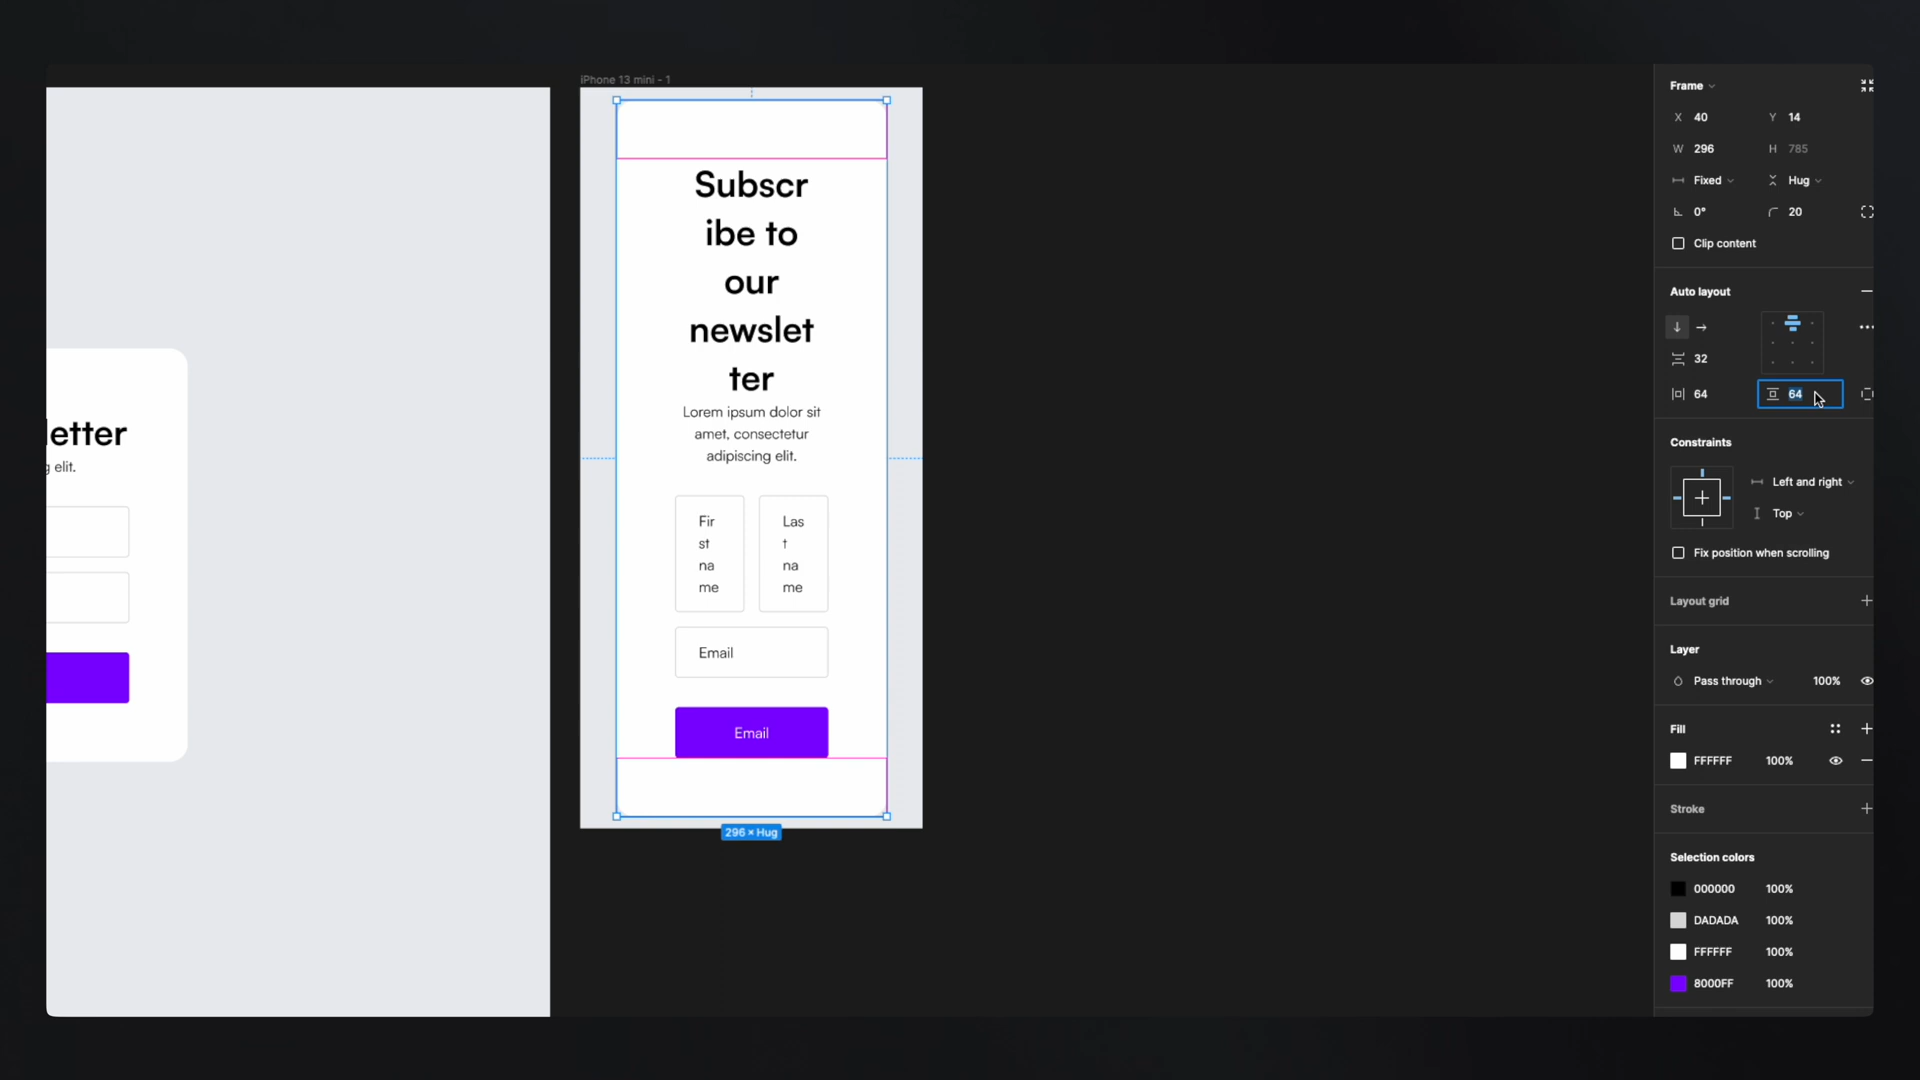 iPhone 13 mini - 1
letter
g elit.
Subscr
ibe to
our
newslet
ter
Lorem ipsum dolor sit
amet, consectetur
adipiscing elit.
Fir
st
na
me
Las
t
na
me
Email
Email
296 × Hug
Frame
X 40 Y 14
W 296 H 785
Fixed Hug
0° 20
Clip content
Auto layout
32
64 64
Constraints
Left and right
Top
Fix position when scrolling
Layout grid
Layer
Pass through 100%
Fill
FFFFFF 100%
Stroke
Selection colors
000000 100%
DADADA 100%
FFFFFF 100%
8000FF 100%